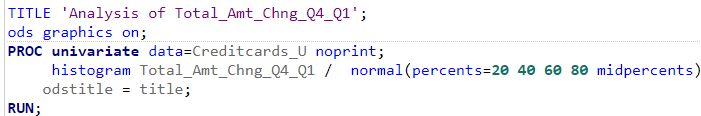 TITLE 'Analysis of Total_Amt_Chng_Q4_Q1';
ods graphics on;
PROC univariate data=Creditcards_U noprint;
histogram Total_Amt_Chng_Q4_Q1 /  normal(percents=20 40 60 80 midpercents)
odstitle = title;
RUN;